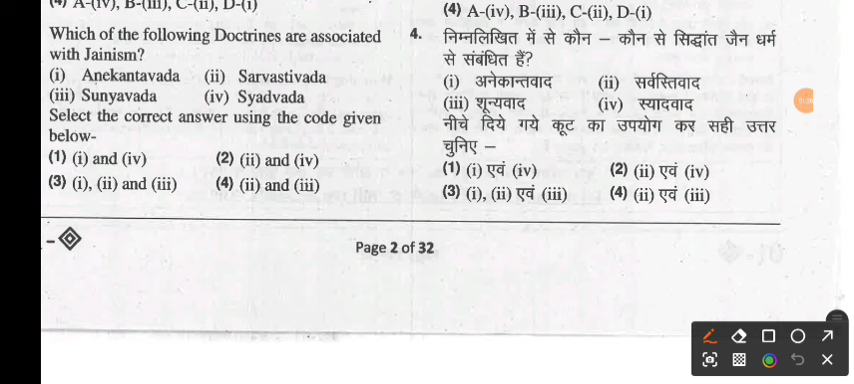 (4) A-(iv), B-(iii), C-(ii), D-(i)
Which of the following Doctrines are associated
with Jainism?
(i) Anekantavada (ii) Sarvastivada
(iii) Sunyavada (iv) Syadvada
Select the correct answer using the code given
below-
(1) (i) and (iv) (2) (ii) and (iv)
(3) (i), (ii) and (iii) (4) (ii) and (iii)
(4) A-(iv), B-(iii), C-(ii), D-(i)
4. निम्नलिखित में से कौन – कौन से सिद्धांत जैन धर्म
से संबंधित हैं?
(i) अनेकान्तवाद (ii) सर्वास्तिवाद
(iii) शून्यवाद (iv) स्यादवाद
नीचे दिये गये कूट का उपयोग कर सही उत्तर
चुनिए –
(1) (i) एवं (iv) (2) (ii) एवं (iv)
(3) (i), (ii) एवं (iii) (4) (ii) एवं (iii)
Page 2 of 32